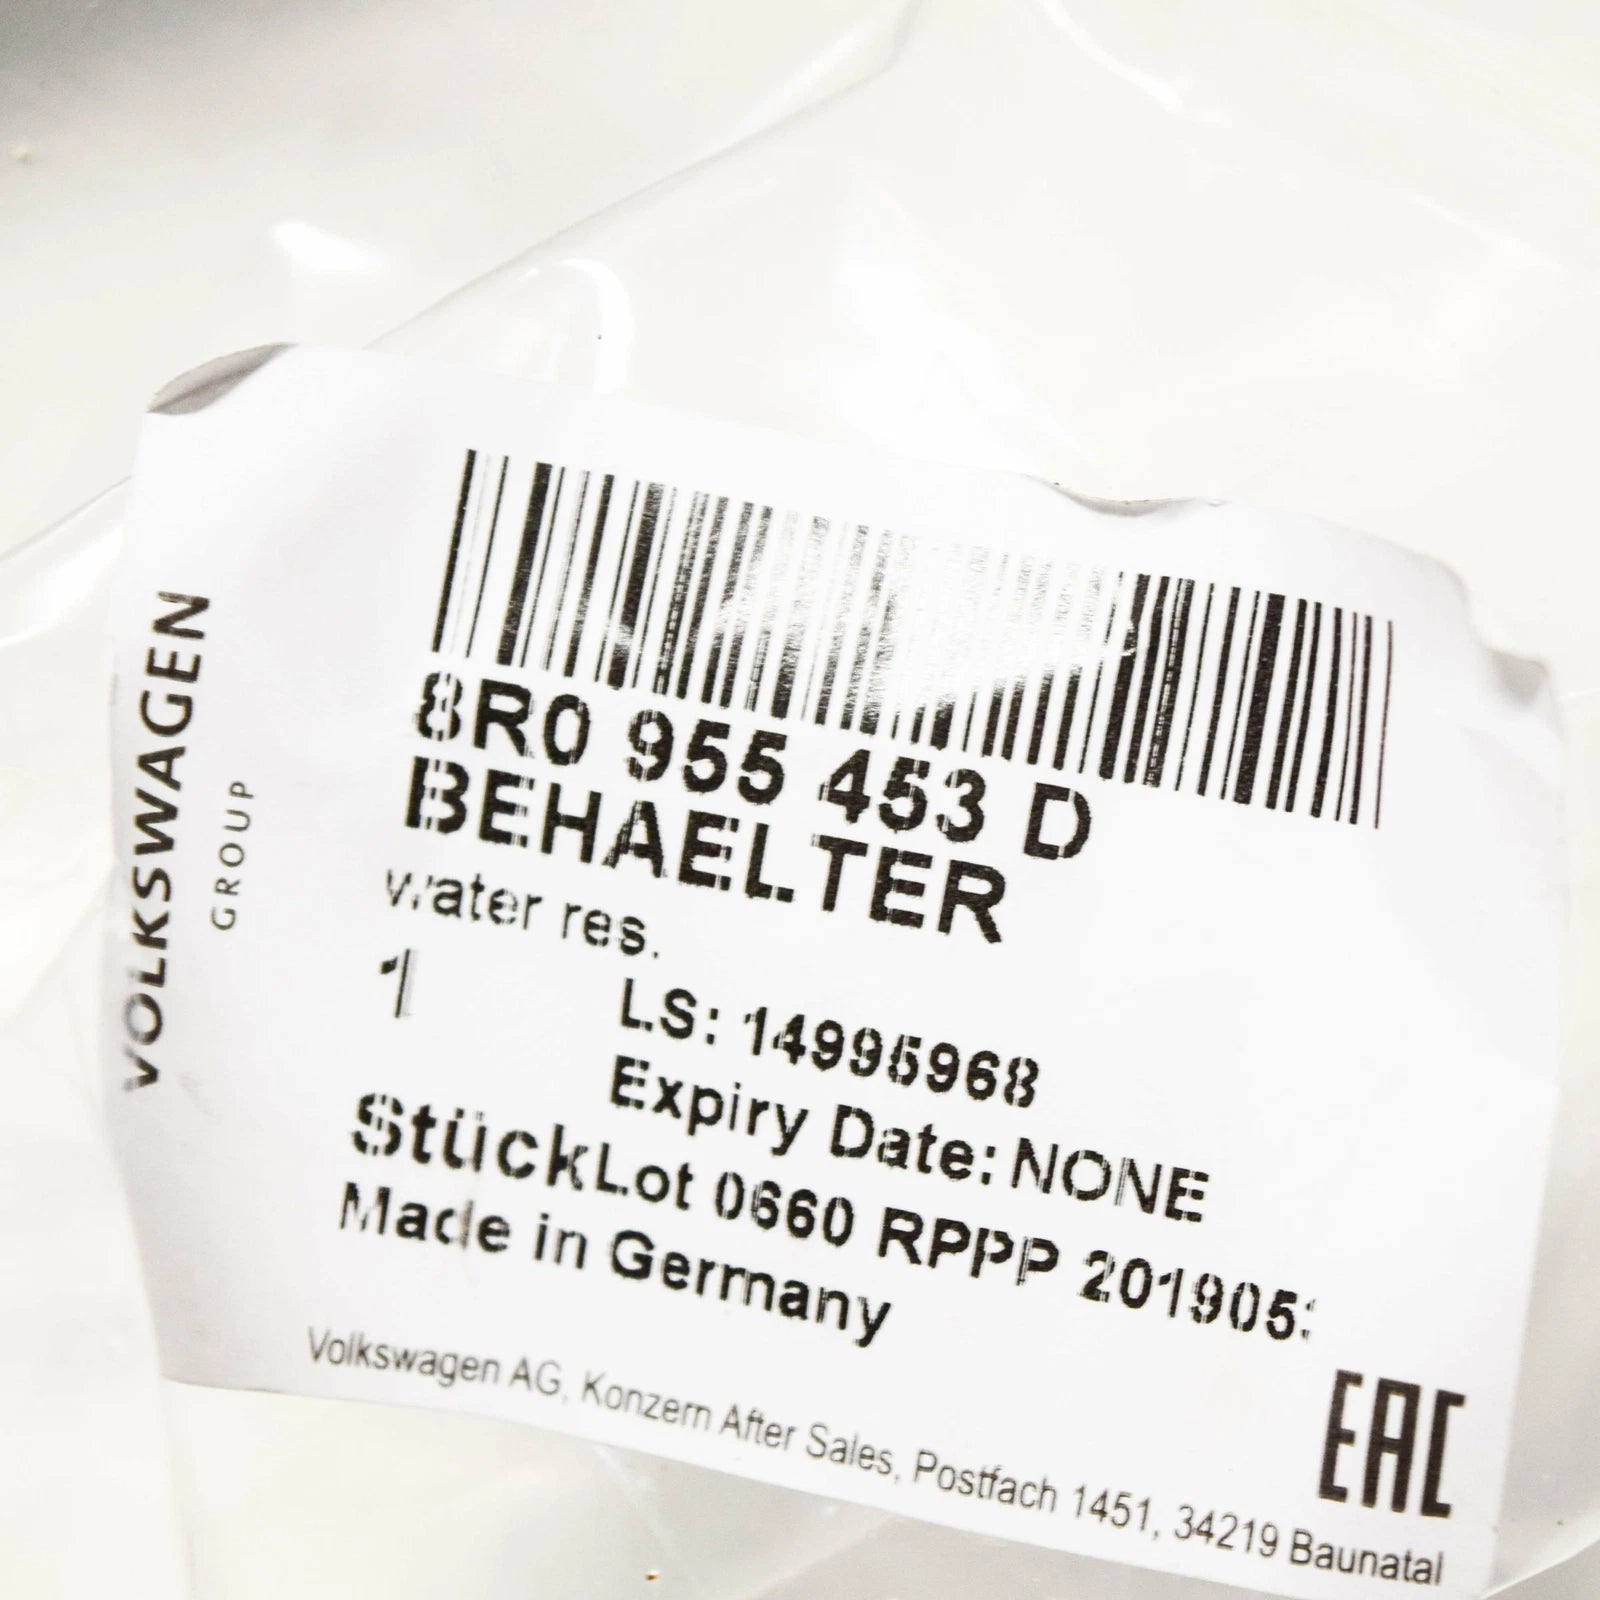 VOLKSWAGEN
GROUP
8R0 955 453 D
BEHAELTER
water res.
1 LS: 14995968
Expiry Date: NONE
StückLot 0660 RPPP
Made in Germany
Volkswagen AG, Konzern After Sales, Postfach 1451, 34219 Baunatal
EAC